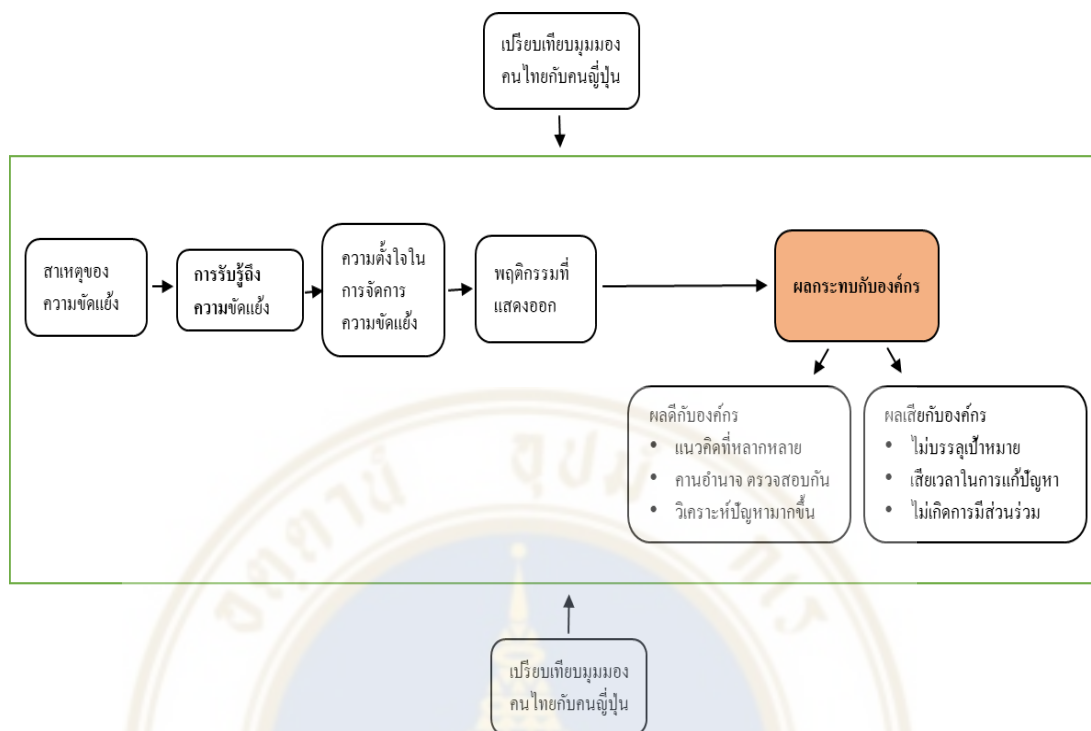 เปรียบเทียบมุมมอง
คนไทยกับคนญี่ปุ่น
สาเหตุของ
ความขัดแย้ง
การรับรู้ถึง
ความขัดแย้ง
ความตั้งใจใน
การจัดการ
ความขัดแย้ง
พฤติกรรมที่
แสดงออก
ผลกระทบกับองค์กร
ผลดีกับองค์กร
• แนวคิดที่หลากหลาย
• คานอำนาจ ตรวจสอบกัน
• วิเคราะห์ปัญหามากขึ้น
ผลเสียกับองค์กร
• ไม่บรรลุเป้าหมาย
• เสียเวลาในการแก้ปัญหา
• ไม่เกิดการมีส่วนร่วม
อตฺตานํ อุปมํ กเร
เปรียบเทียบมุมมอง
คนไทยกับคนญี่ปุ่น